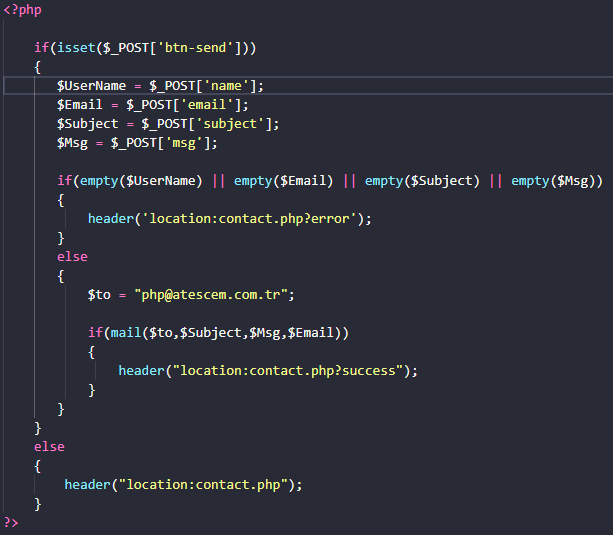 <?php
if(isset($_POST['btn-send']))
{
$UserName = $_POST['name'];
$Email = $_POST['email'];
$Subject = $_POST['subject'];
$Msg = $_POST['msg'];
if(empty($UserName) || empty($Email) || empty($Subject) || empty($Msg))
{
header('location:contact.php?error');
}
else
{
$to = "php@atescem.com.tr";
if(mail($to,$Subject,$Msg,$Email))
{
header("location:contact.php?success");
}
}
}
else
{
header("location:contact.php");
}
?>